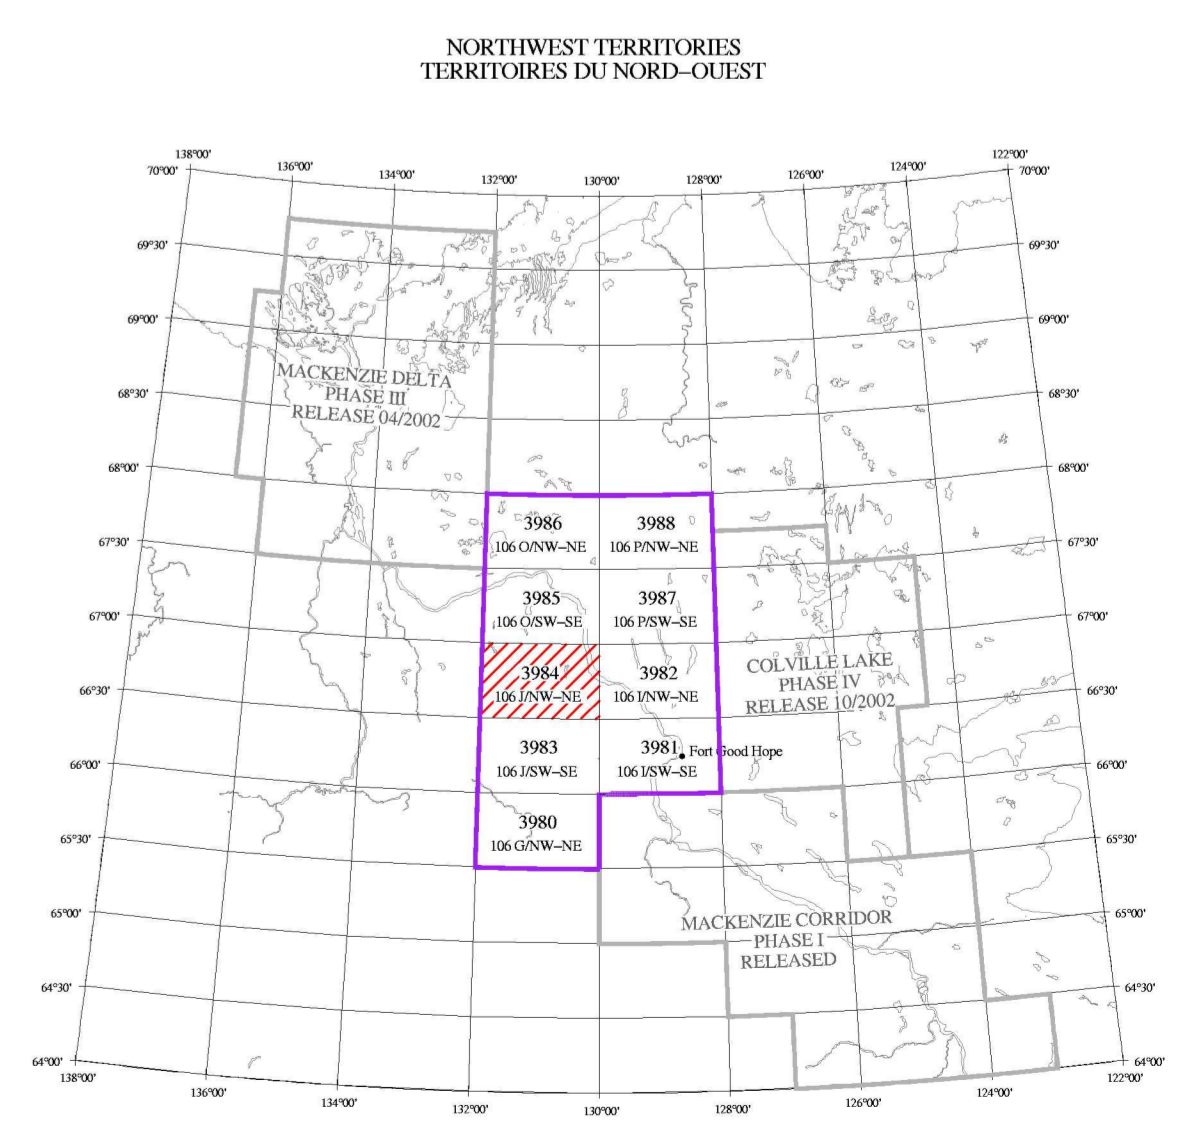 NORTHWEST TERRITORIES
TERRITOIRES DU NORD–OUEST
138°00'
136°00'
134°00'
132°00'
130°00'
128°00'
126°00'
124°00'
122°00'
70°00'
70°00'
69°30'
69°30'
69°00'
69°00'
MACKENZIE DELTA
PHASE III
RELEASE 04/2002
68°30'
68°30'
68°00'
68°00'
3986
106 O/NW–NE
3988
106 P/NW–NE
67°30'
67°30'
3985
106 O/SW–SE
3987
106 P/SW–SE
67°00'
67°00'
3984
106 J/NW–NE
3982
106 I/NW–NE
COLVILLE LAKE
PHASE IV
RELEASE 10/2002
66°30'
66°30'
3983
106 J/SW–SE
3981
106 I/SW–SE
Fort Good Hope
66°00'
66°00'
3980
106 G/NW–NE
65°30'
65°30'
65°00'
65°00'
MACKENZIE CORRIDOR
PHASE I
RELEASED
64°30'
64°30'
64°00'
64°00'
138°00'
136°00'
134°00'
132°00'
130°00'
128°00'
126°00'
124°00'
122°00'